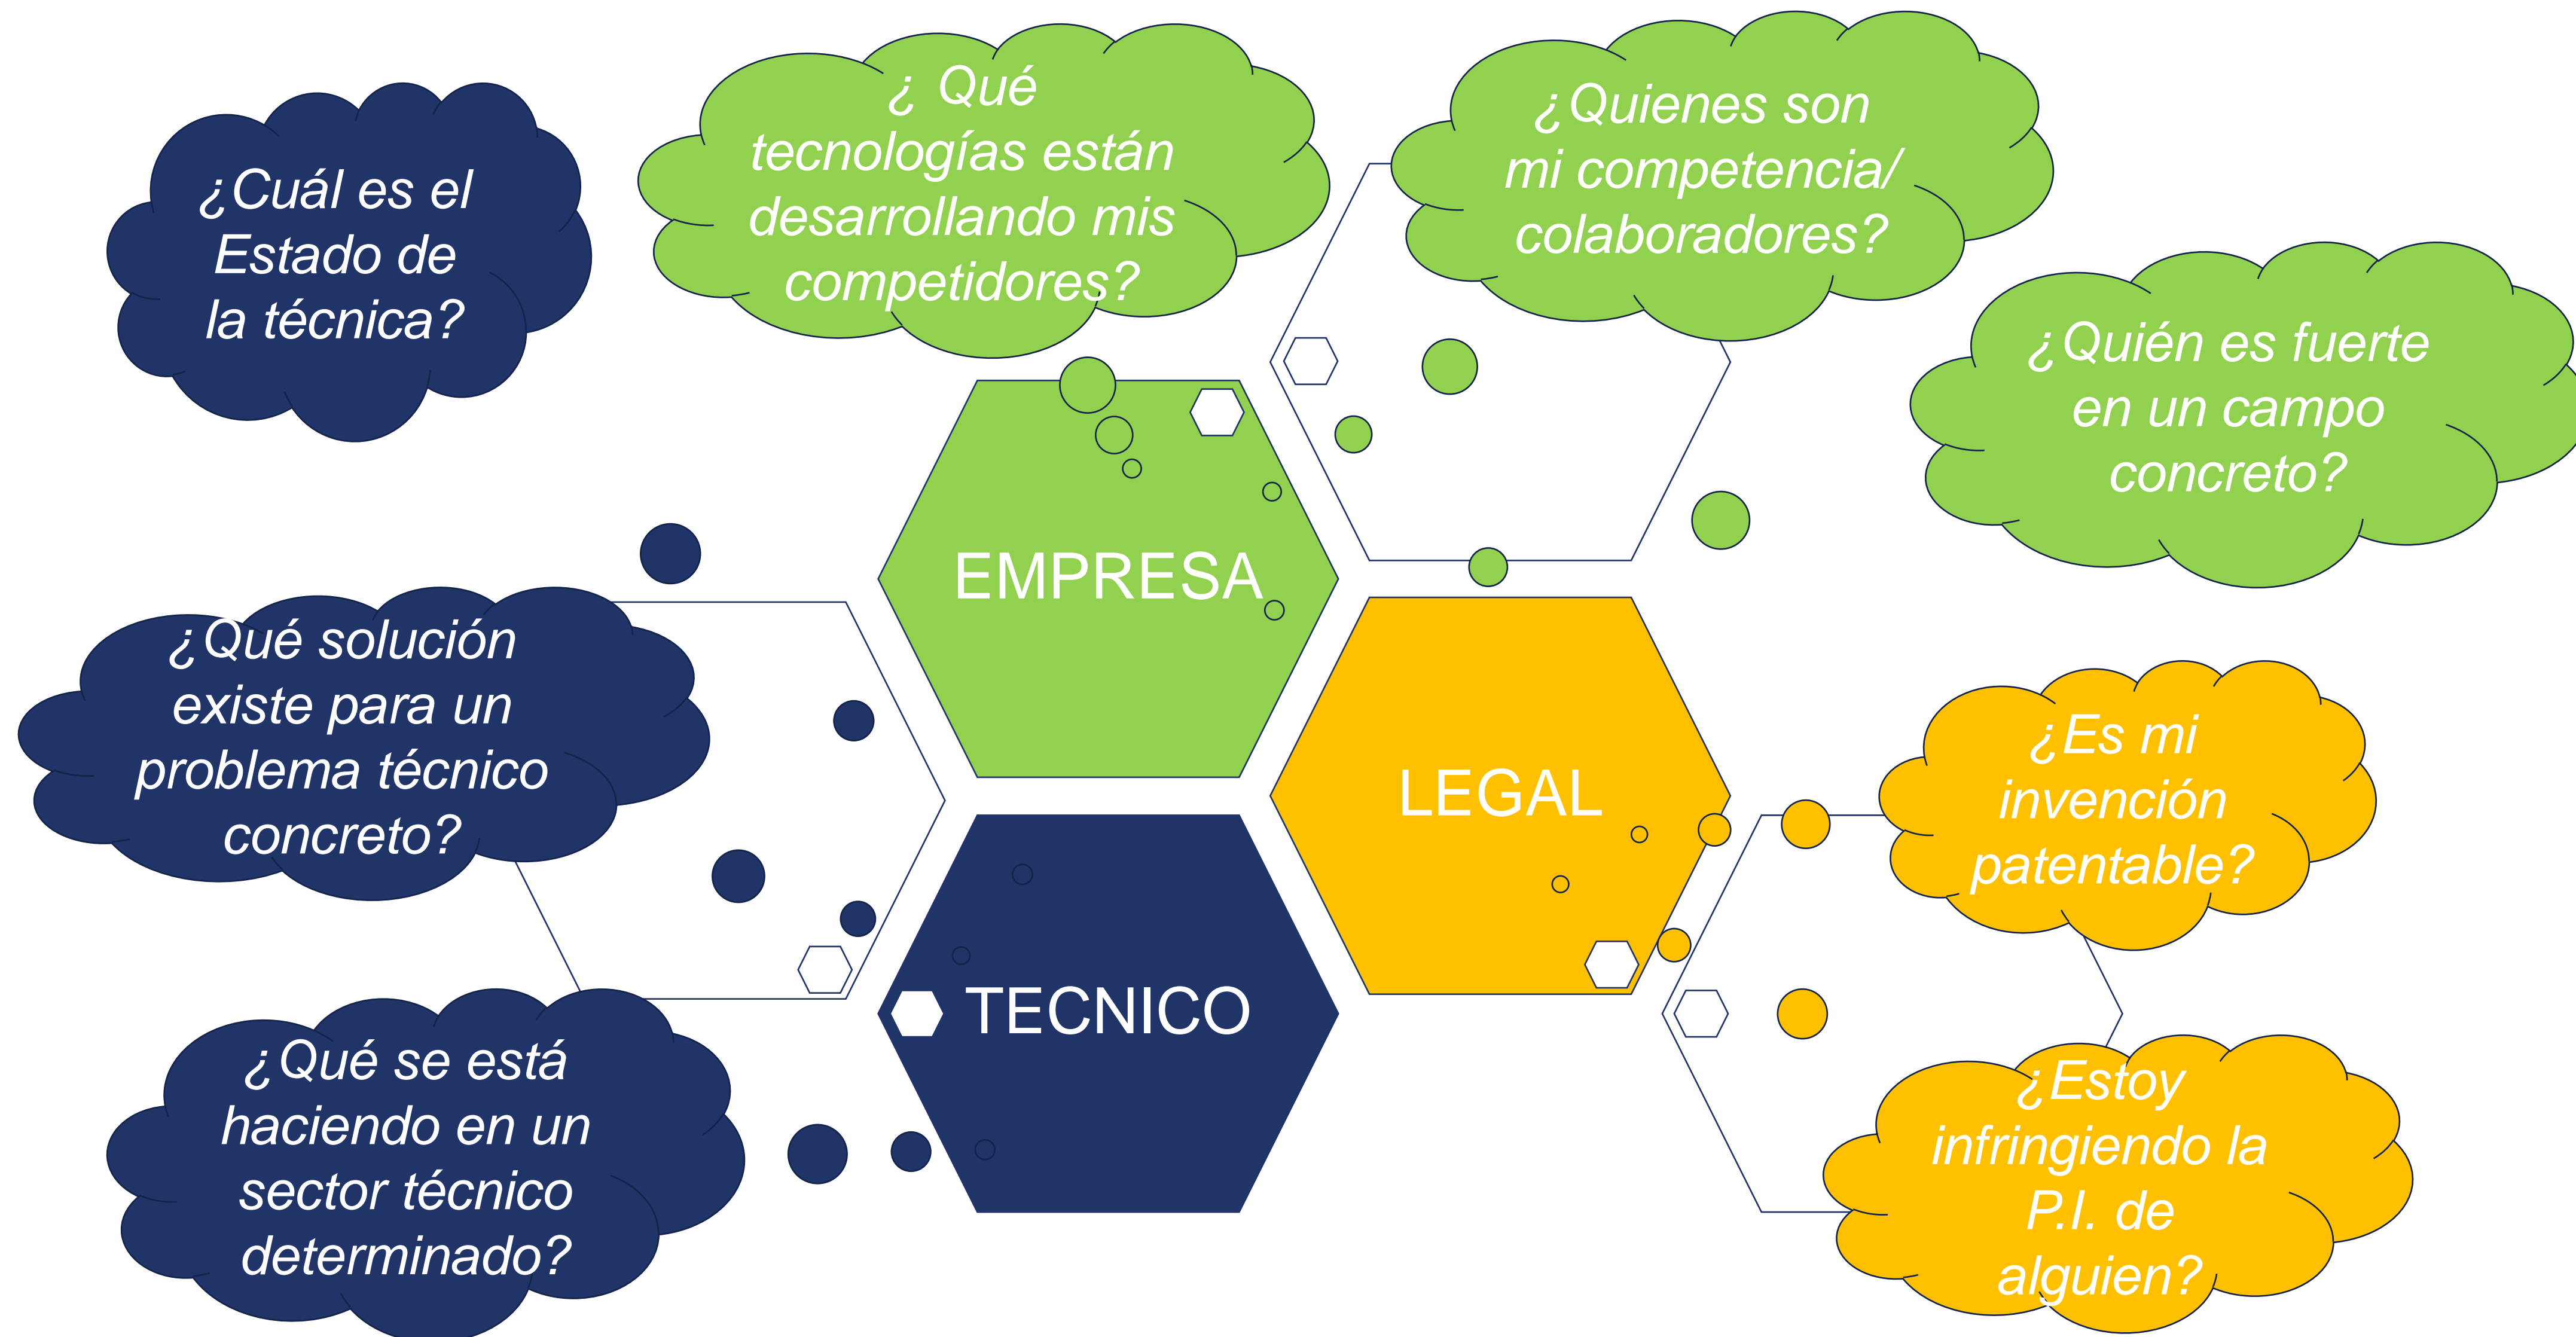 ¿Cuál es el
Estado de
la técnica?
¿ Qué
tecnologías están
desarrollando mis
competidores?
¿Quienes son
mi competencia/
colaboradores?
¿Quién es fuerte
en un campo
concreto?
EMPRESA
¿Qué solución
existe para un
problema técnico
concreto?
LEGAL
¿Es mi
invención
patentable?
TECNICO
¿Qué se está
haciendo en un
sector técnico
determinado?
¿Estoy
infringiendo la
P.I. de
alguien?